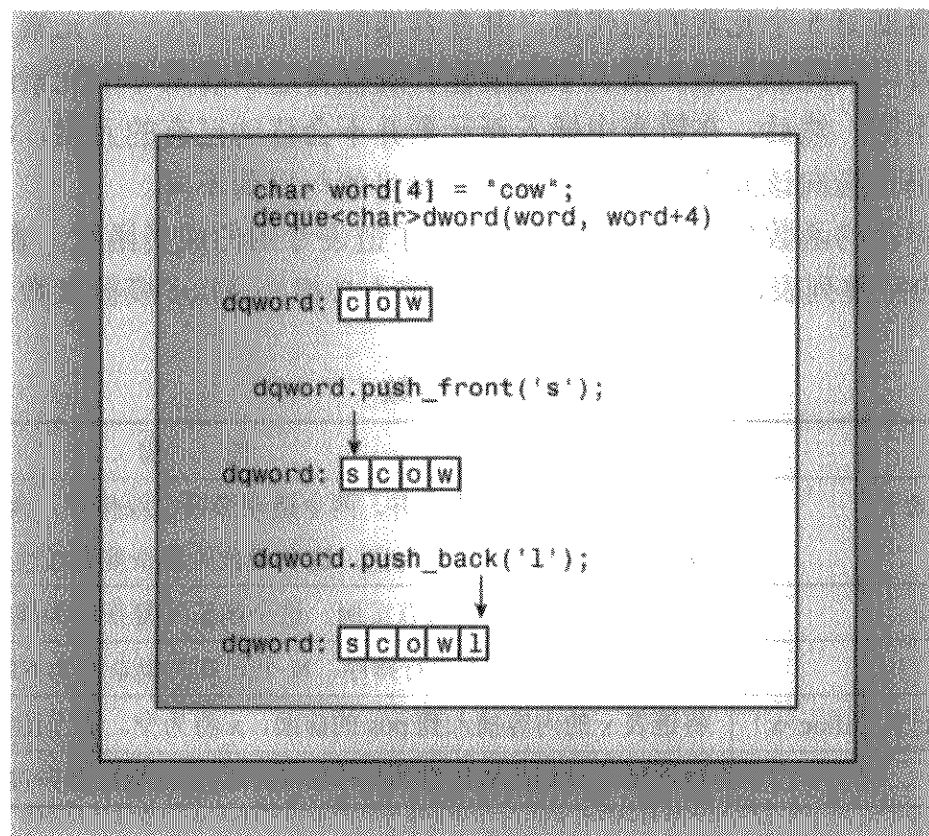 char word[4] = "cow";
deque<char>dword(word, word+4)
dqword: c o w
dqword.push_front('s');
dqword: s c o w
dqword.push_back('l');
dqword: s c o w l